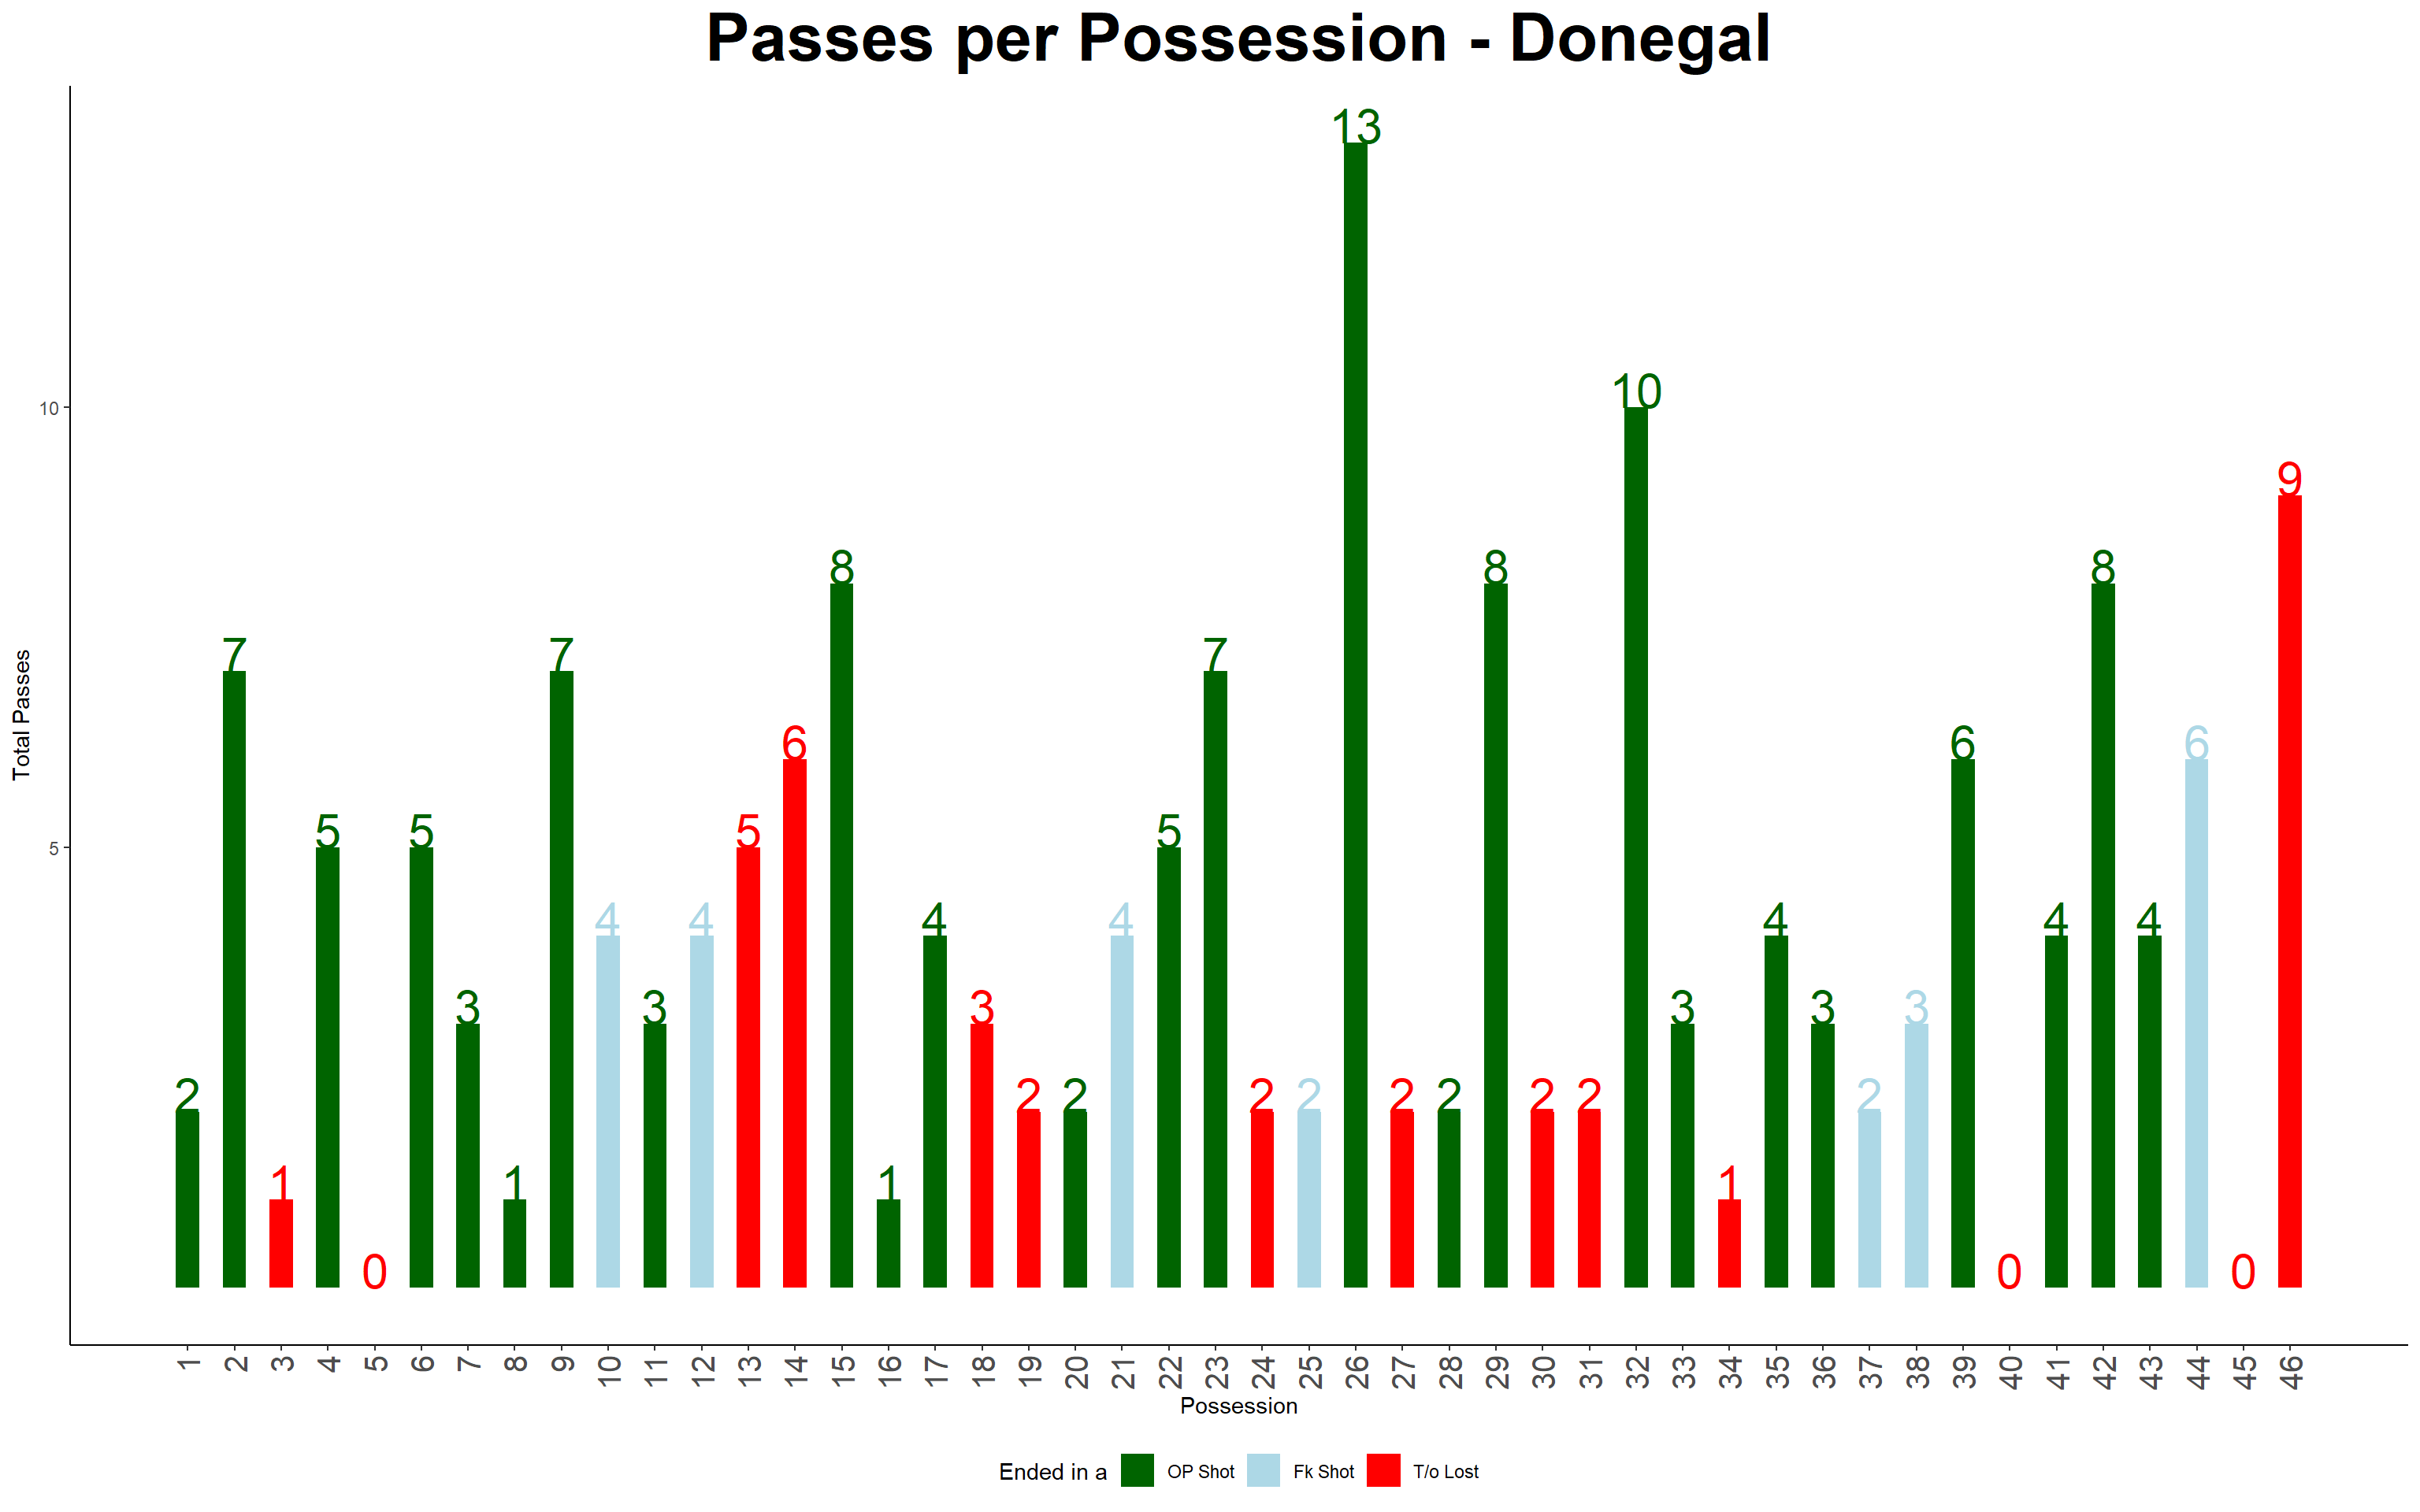 Passes per Possession - Donegal
Total Passes
10
5
2 7 1 5 0 5 3 1 7 4 3 4 5 6 8 1 4 3 2 2 4 5 7 2 2 13 2 2 8 2 2 10 3 1 4 3 2 3 6 0 4 8 4 6 0 9
1 2 3 4 5 6 7 8 9 10 11 12 13 14 15 16 17 18 19 20 21 22 23 24 25 26 27 28 29 30 31 32 33 34 35 36 37 38 39 40 41 42 43 44 45 46
Possession
Ended in a OP Shot Fk Shot T/o Lost